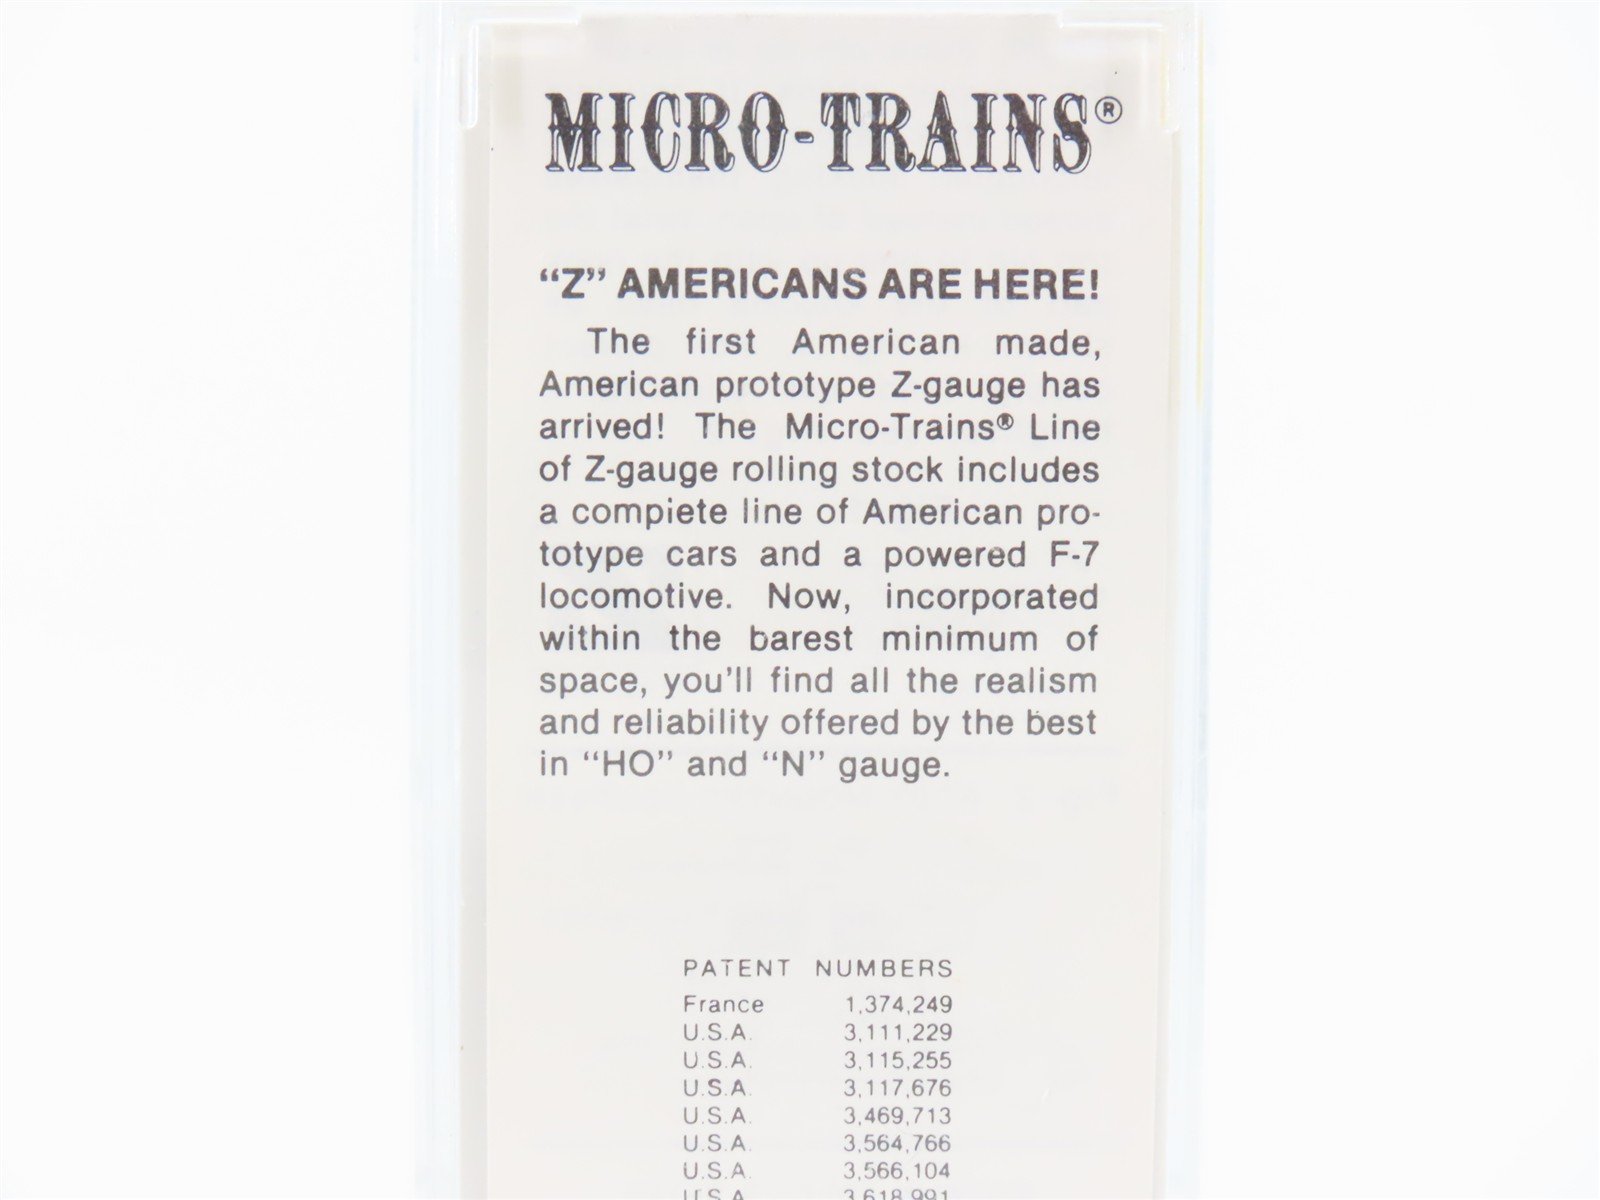 MICRO-TRAINS®
“Z” AMERICANS ARE HERE!
The first American made,
American prototype Z-gauge has
arrived! The Micro-Trains® Line
of Z-gauge rolling stock includes
a compiete line of American pro-
totype cars and a powered F-7
locomotive. Now, incorporated
within the barest minimum of
space, you'll find all the realism
and reliability offered by the best
in “HO” and “N” gauge.
PATENT NUMBERS
France 1,374,249
U.S.A. 3,111,229
U.S.A. 3,115,255
U.S.A. 3,117,676
U.S.A. 3,469,713
U.S.A. 3,564,766
U.S.A. 3,566,104
U.S.A. 3,618,991